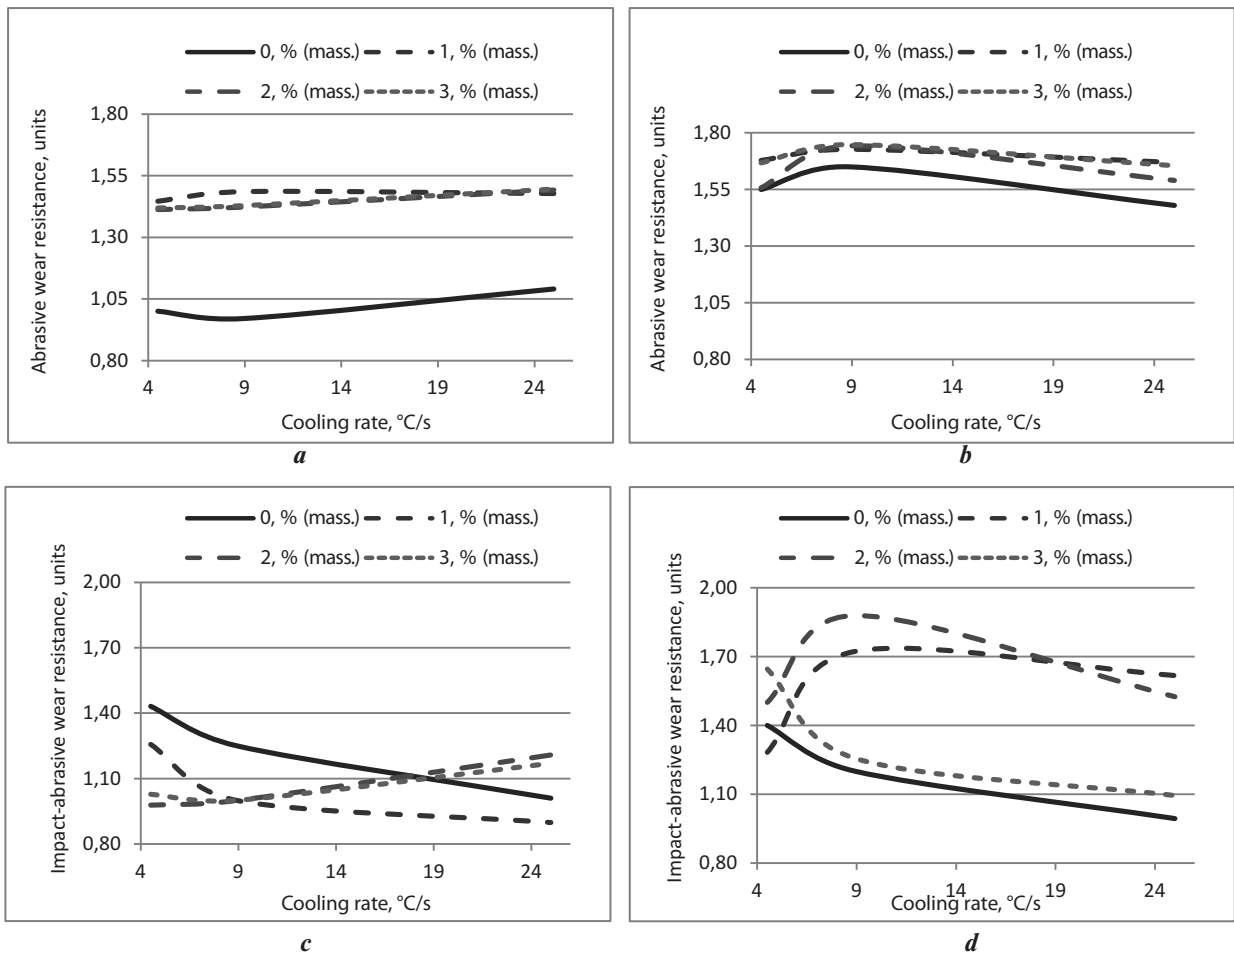 0, % (mass.) 1, % (mass.)
2, % (mass.) 3, % (mass.)
Abrasive wear resistance, units
1,80
1,55
1,30
1,05
0,80
4 9 14 19 24
Cooling rate, °C/s
a
0, % (mass.) 1, % (mass.)
2, % (mass.) 3, % (mass.)
Abrasive wear resistance, units
1,80
1,55
1,30
1,05
0,80
4 9 14 19 24
Cooling rate, °C/s
b
0, % (mass.) 1, % (mass.)
2, % (mass.) 3, % (mass.)
Impact-abrasive wear resistance, units
2,00
1,70
1,40
1,10
0,80
4 9 14 19 24
Cooling rate, °C/s
c
0, % (mass.) 1, % (mass.)
2, % (mass.) 3, % (mass.)
Impact-abrasive wear resistance, units
2,00
1,70
1,40
1,10
0,80
4 9 14 19 24
Cooling rate, °C/s
d